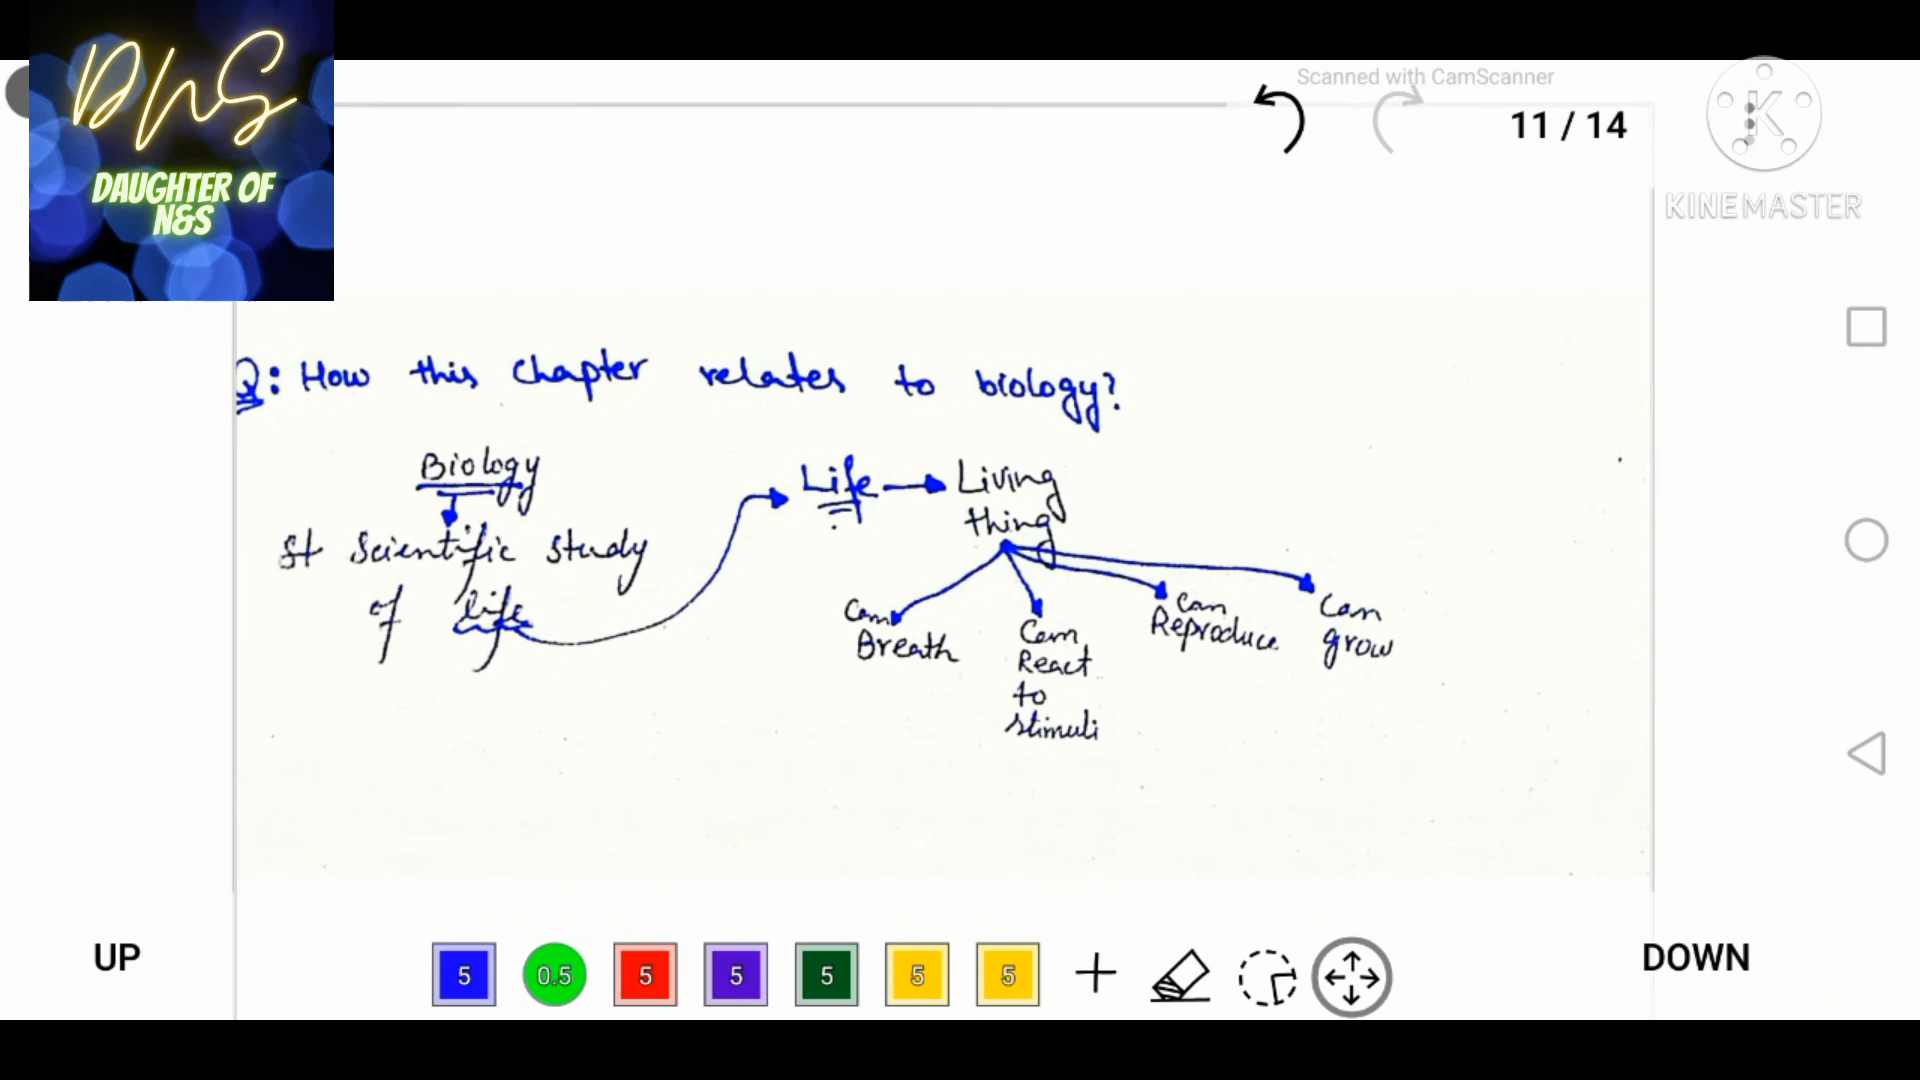 DNS
DAUGHTER OF
N&S
Scanned with CamScanner
11 / 14
K
KINEMASTER
Q: How this chapter relates to biology?
Biology
It Scientific study
of life
Life
Living
thing
Can
Breath
Can
React
to
stimuli
Can
Reproduce
Can
grow
UP
5
0.5
5
5
5
5
5
DOWN